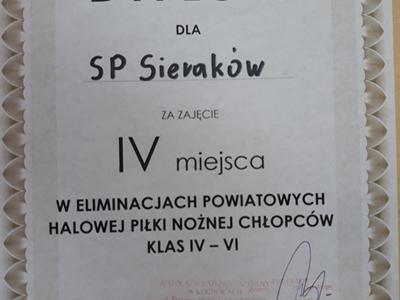 DLA
SP Sieraków
ZA ZAJĘCIE
IV miejsca
W ELIMINACJACH POWIATOWYCH
HALOWEJ PIŁKI NOŻNEJ CHŁOPCÓW
KLAS IV – VI